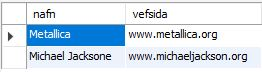 nafn vefsida
Metallica www.metallica.org
Michael Jacksone www.michaeljackson.org